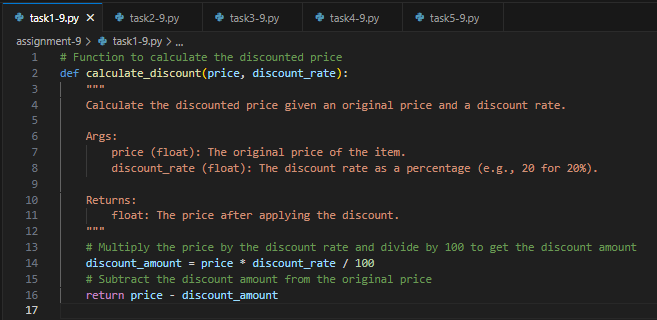 task1-9.py × task2-9.py task3-9.py task4-9.py task5-9.py
assignment-9 > task1-9.py > ...
1 # Function to calculate the discounted price
2 def calculate_discount(price, discount_rate):
3 """
4 Calculate the discounted price given an original price and a discount rate.
5
6 Args:
7 price (float): The original price of the item.
8 discount_rate (float): The discount rate as a percentage (e.g., 20 for 20%).
9
10 Returns:
11 float: The price after applying the discount.
12 """
13 # Multiply the price by the discount rate and divide by 100 to get the discount amount
14 discount_amount = price * discount_rate / 100
15 # Subtract the discount amount from the original price
16 return price - discount_amount
17